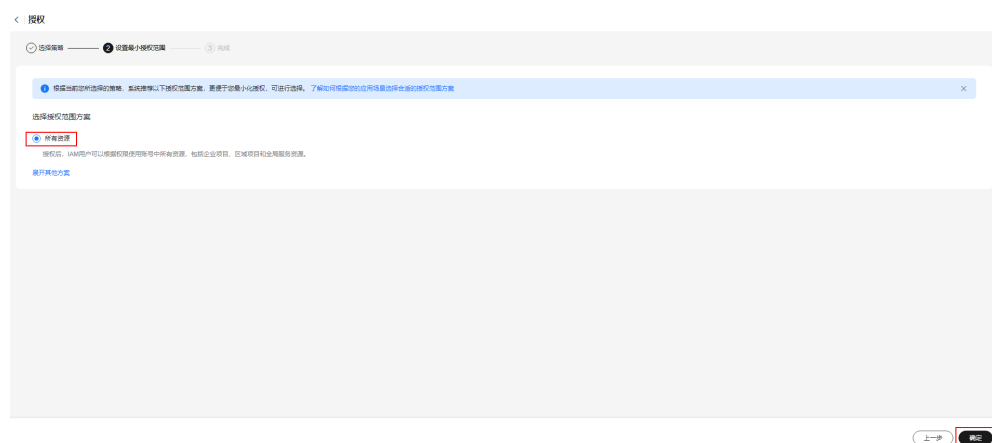 < 授权
选择策略 2 设置最小授权范围 3 完成
根据当前您所选择的策略，系统推荐以下授权范围方案，更便于您最小化授权，可进行选择。 了解如何根据您的应用场景选择合适的授权范围方案
选择授权范围方案
所有资源
授权后，IAM用户可以根据权限使用账号中所有资源，包括企业项目、区域项目和全局服务资源。
展开其他方案
上一步 确定